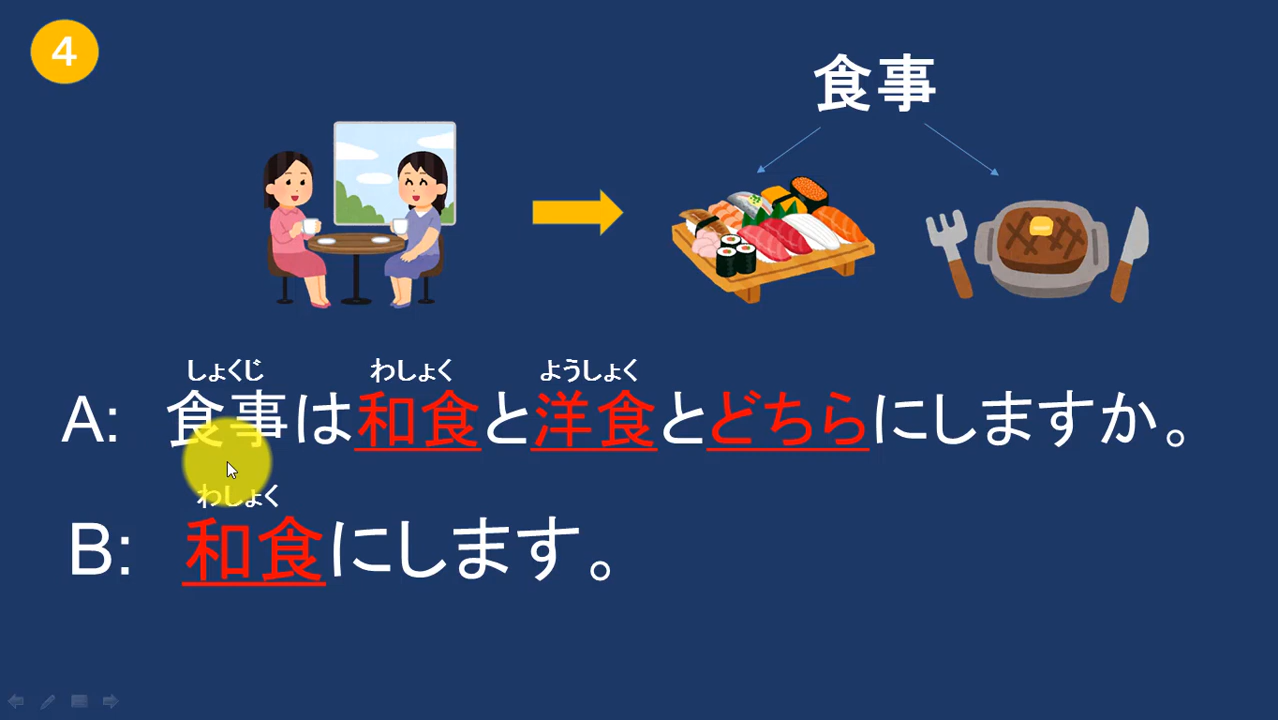 4
食事
しょくじ わしょく ようしょく
A: 食事は和食と洋食とどちらにしますか。
わしょく
B: 和食にします。